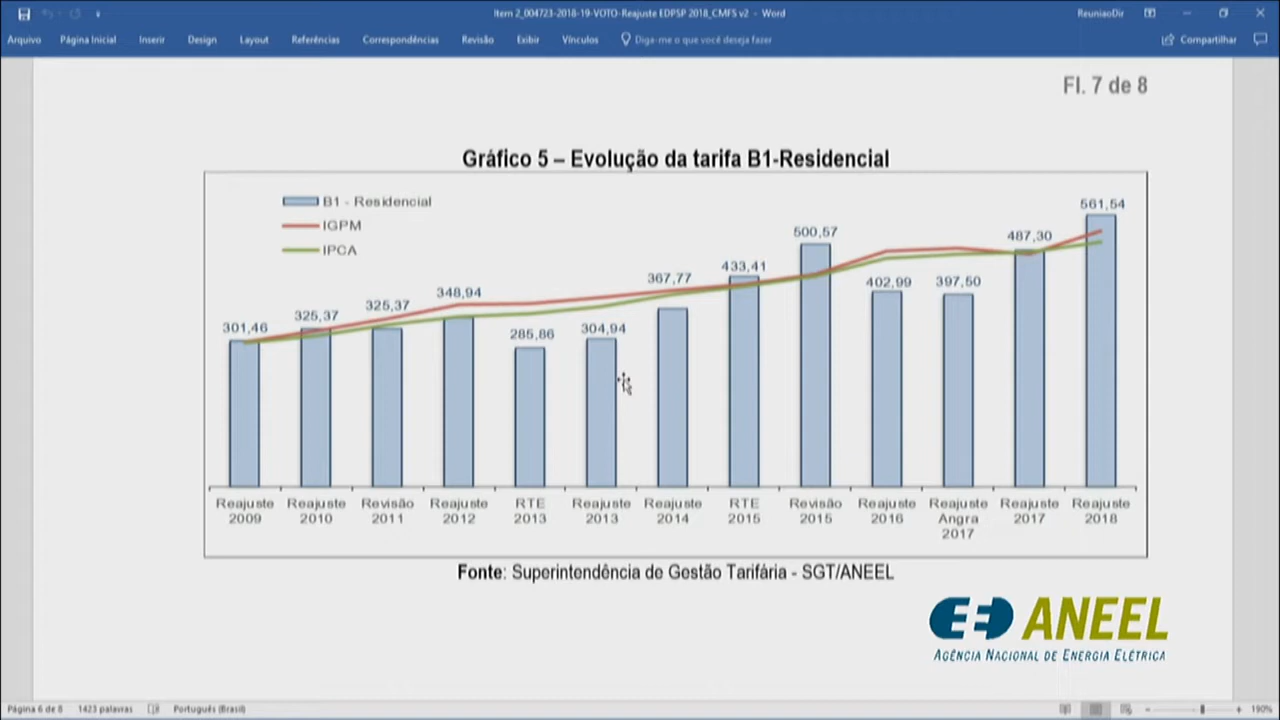 Item 2_004723-2018-19-VOTO-Reajuste EDPSP 2018_CMFS v2 - Word
ReuniaoDir
Arquivo Página Inicial Inserir Design Layout Referências Correspondências Revisão Exibir Vínculos Diga-me o que você deseja fazer Compartilhar
Fl. 7 de 8
Gráfico 5 – Evolução da tarifa B1-Residencial
B1 - Residencial
IGPM
IPCA
301,46 325,37 325,37 348,94 285,86 304,94 367,77 433,41 500,57 402,99 397,50 487,30 561,54
Reajuste 2009
Reajuste 2010
Revisão 2011
Reajuste 2012
RTE 2013
Reajuste 2013
Reajuste 2014
RTE 2015
Revisão 2015
Reajuste 2016
Reajuste Angra 2017
Reajuste 2017
Reajuste 2018
Fonte: Superintendência de Gestão Tarifária - SGT/ANEEL
ANEEL
AGÊNCIA NACIONAL DE ENERGIA ELÉTRICA
Página 6 de 8 1423 palavras Português (Brasil) 190%